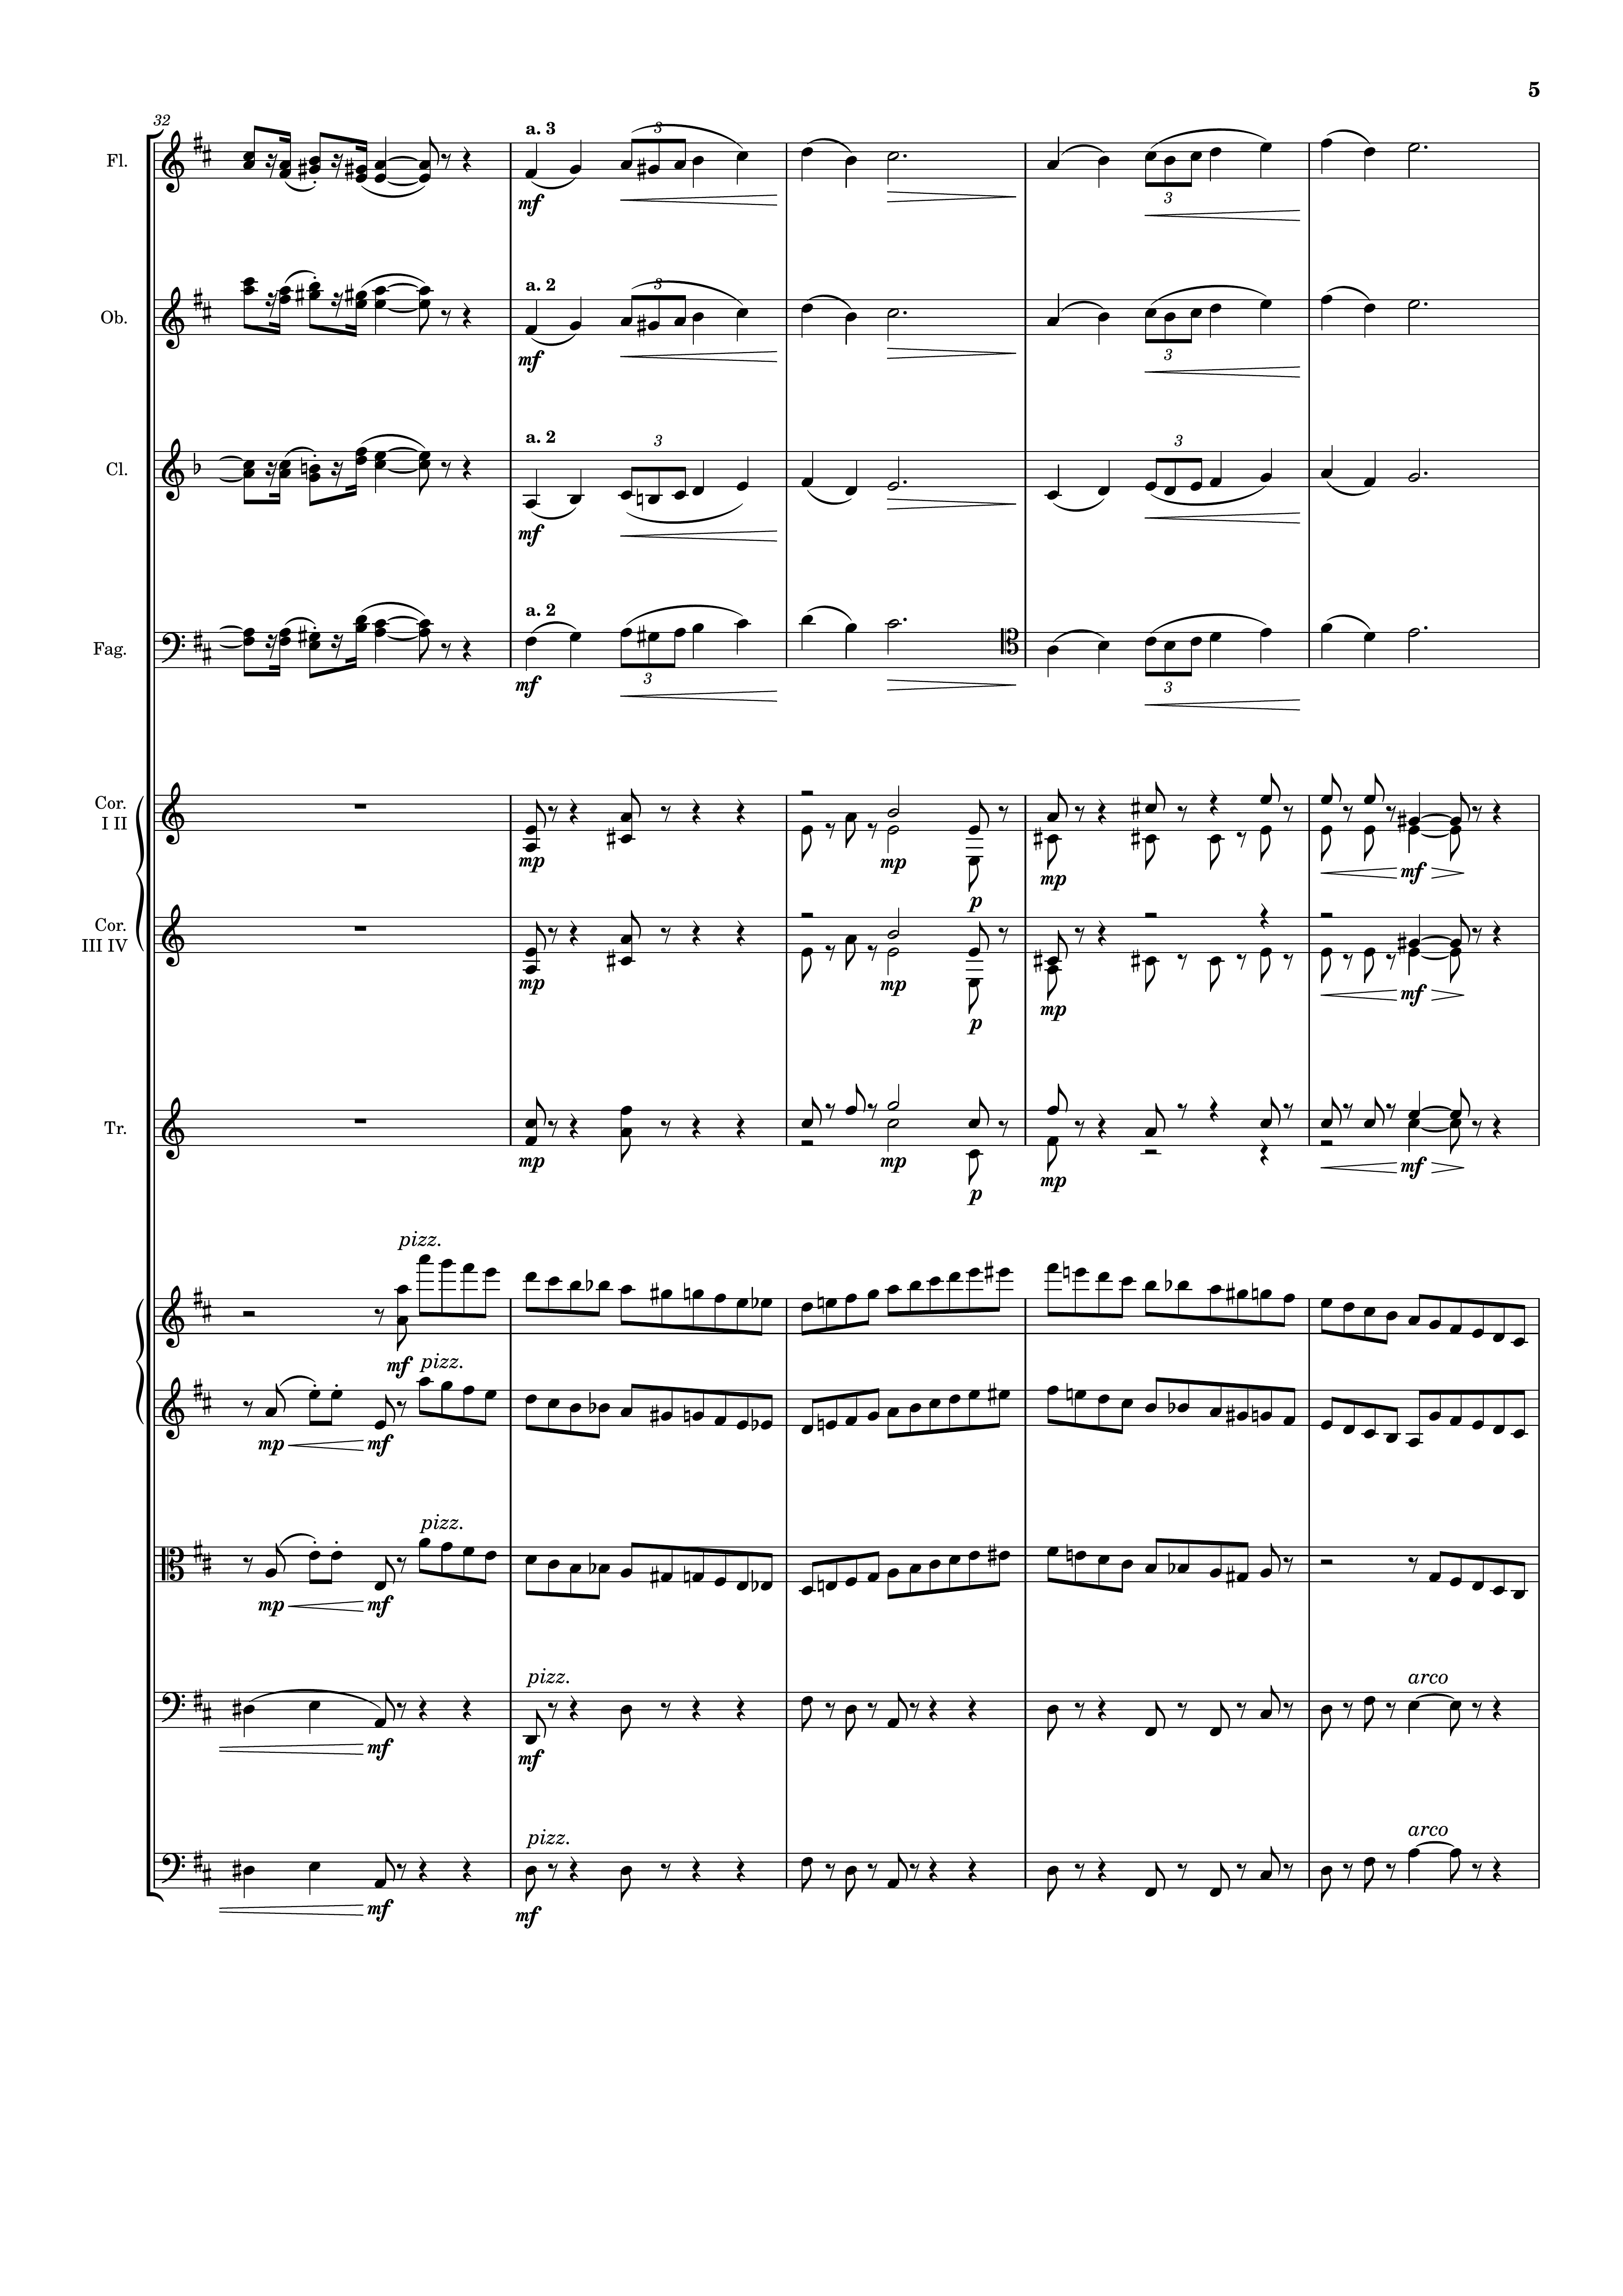 5
32
Fl.
a. 3
3
mf
3
Ob.
a. 2
3
mf
3
Cl.
a. 2
3
3
mf
Fag.
a. 2
mf
3
3
Cor.
I II
mp
mp
p
mp
mf
Cor.
III IV
mp
mp
p
mp
mf
Tr.
mp
mp
p
mp
mf
pizz.
mf
pizz.
mp
mf
pizz.
mp
mf
pizz.
arco
mf
mf
pizz.
arco
mf
mf